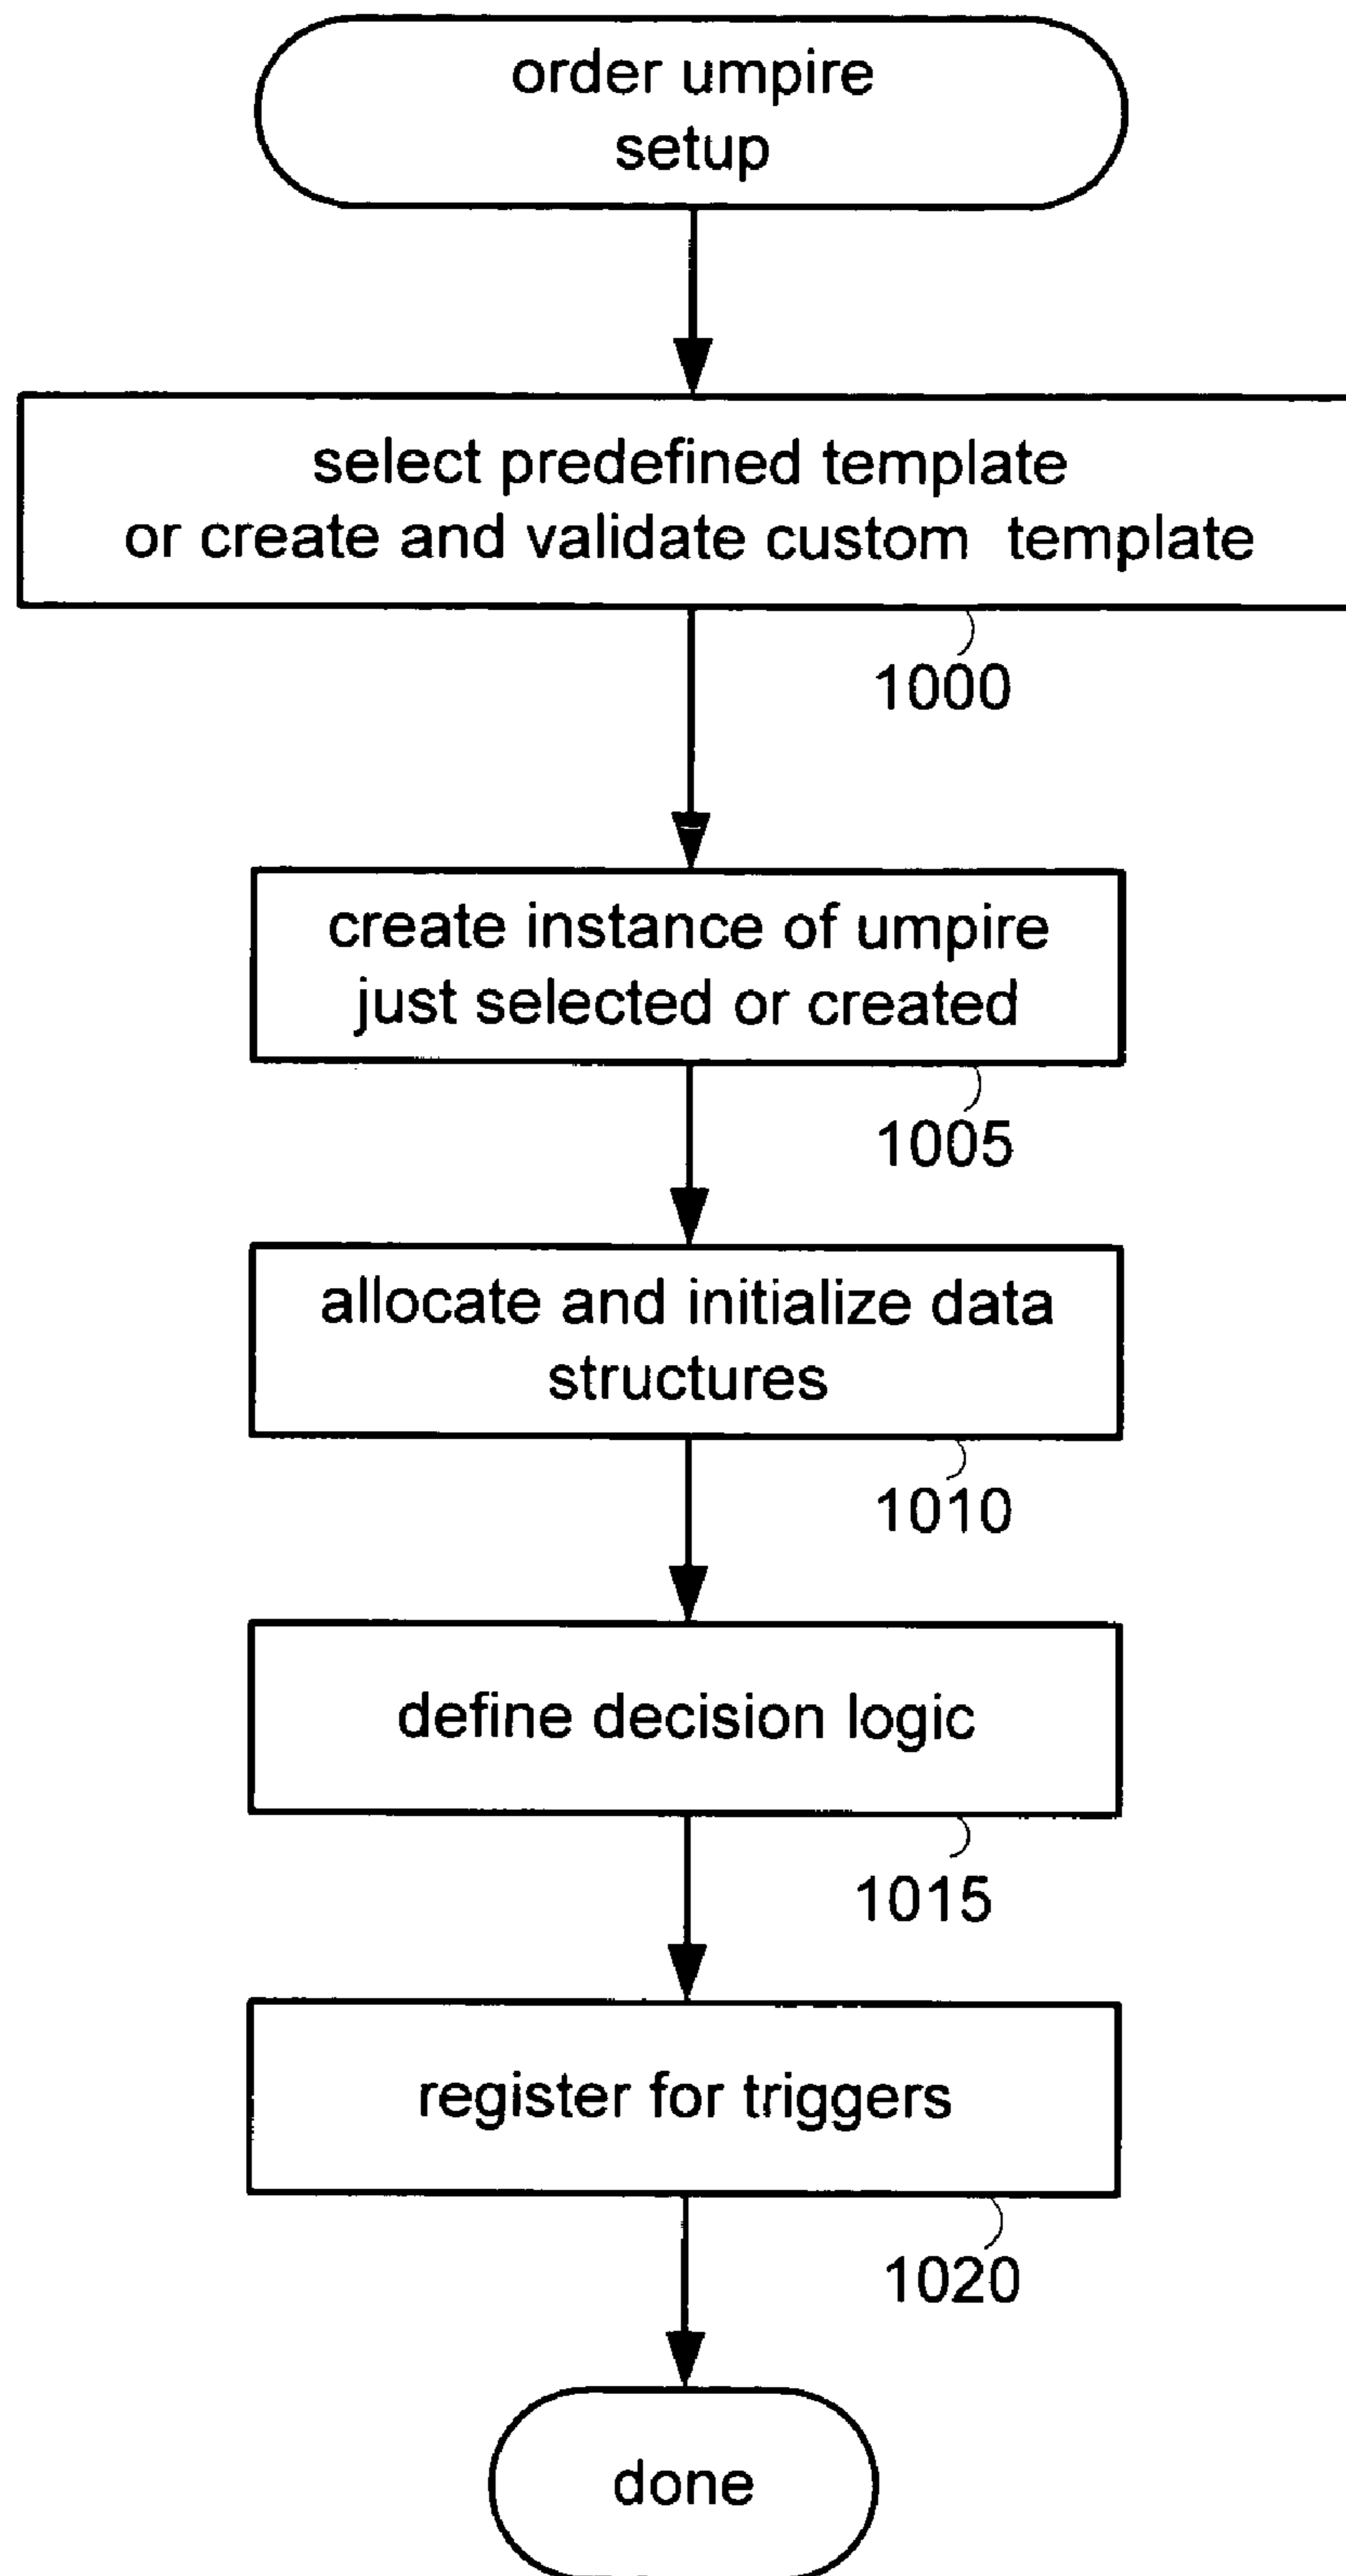 order umpire
setup
select predefined template
or create and validate custom template
1000
create instance of umpire
just selected or created
1005
allocate and initialize data
structures
1010
define decision logic
1015
register for triggers
1020
done